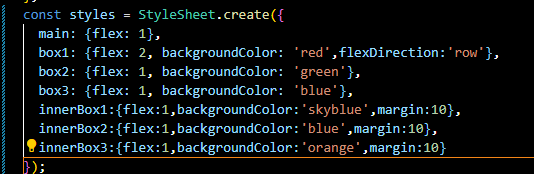 const styles = StyleSheet.create({
main: {flex: 1},
box1: {flex: 2, backgroundColor: 'red',flexDirection:'row'},
box2: {flex: 1, backgroundColor: 'green'},
box3: {flex: 1, backgroundColor: 'blue'},
innerBox1:{flex:1,backgroundColor:'skyblue',margin:10},
innerBox2:{flex:1,backgroundColor:'blue',margin:10},
innerBox3:{flex:1,backgroundColor:'orange',margin:10}
});